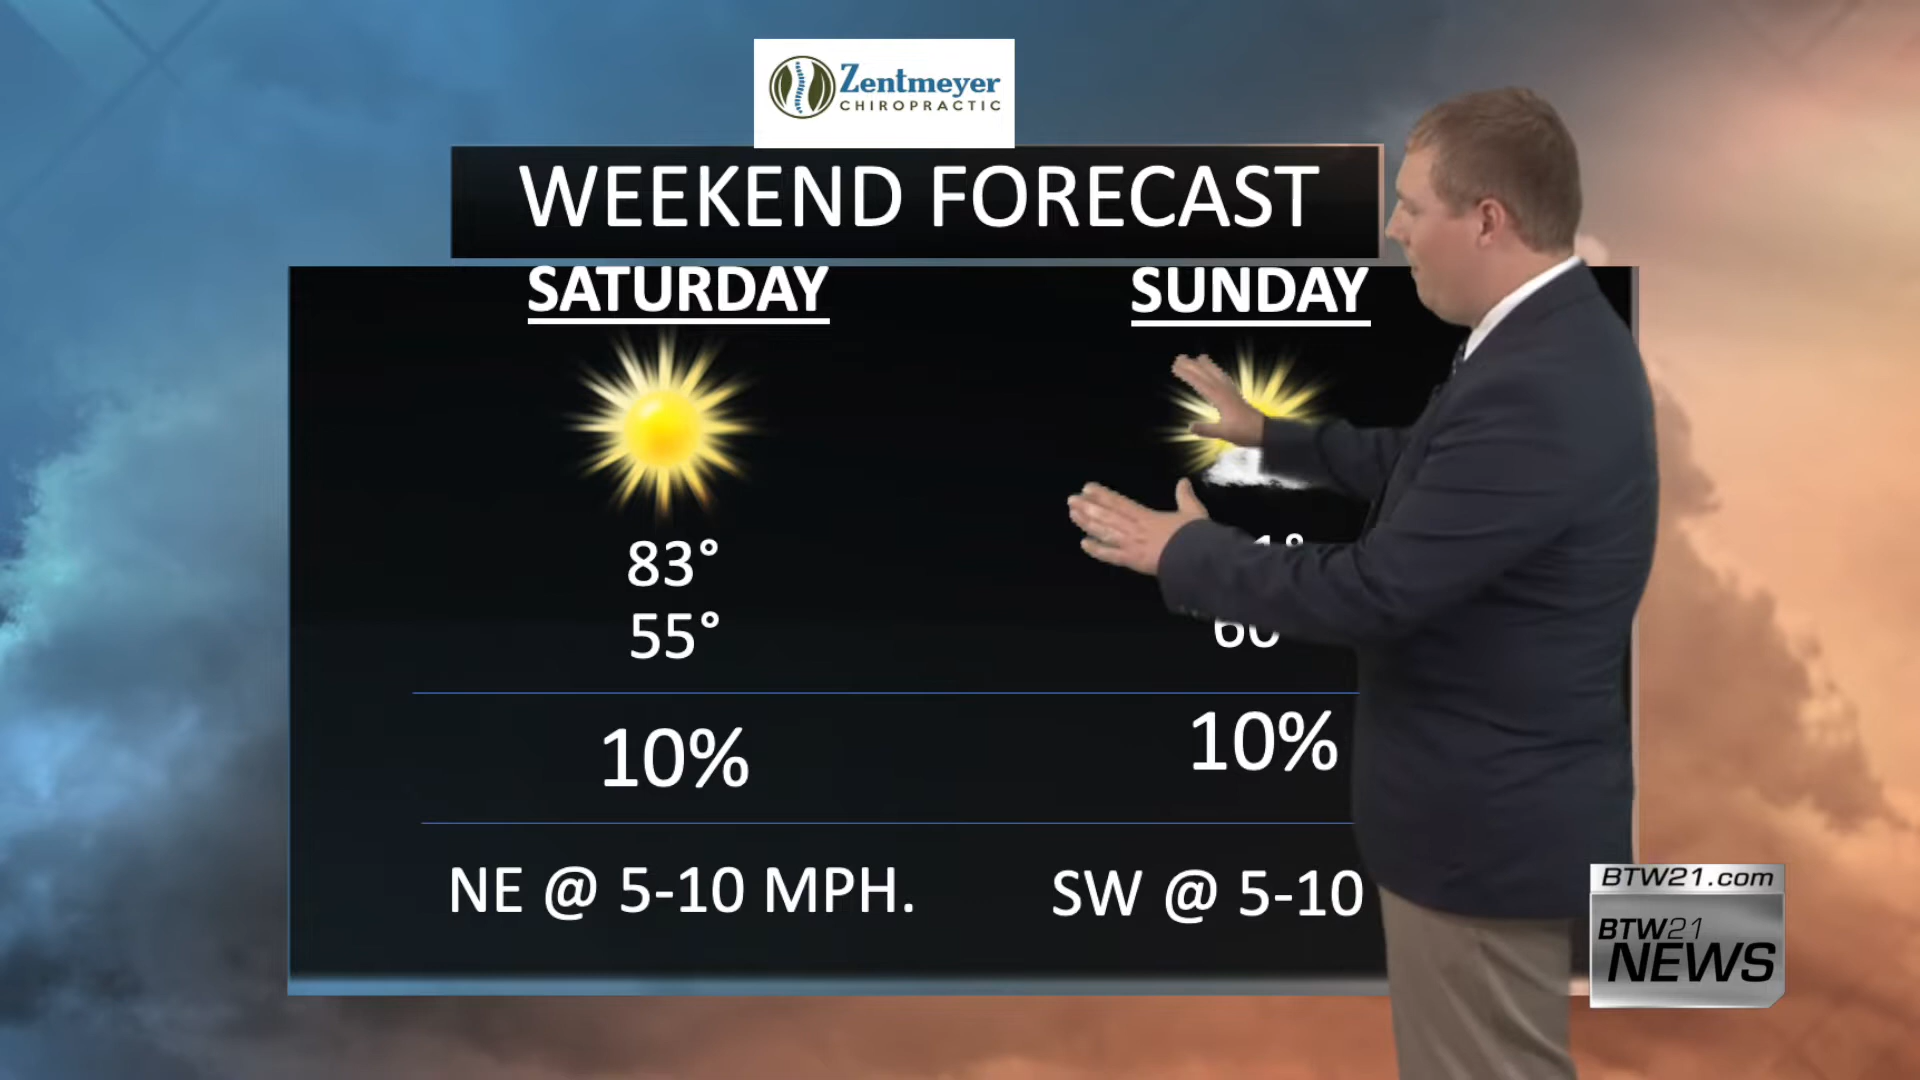 Zentmeyer
CHIROPRACTIC
WEEKEND FORECAST
SATURDAY
SUNDAY
83°
55°
10%
10%
NE @ 5-10 MPH.
SW @ 5-10
BTW21.com
BTW21
NEWS